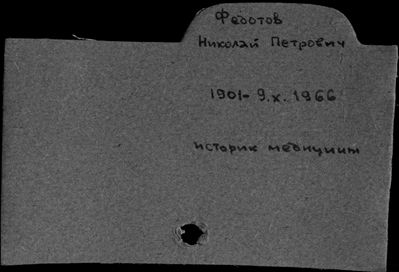 Федотов
Николай Петрович
1901- 9.x.1966
историк медицины